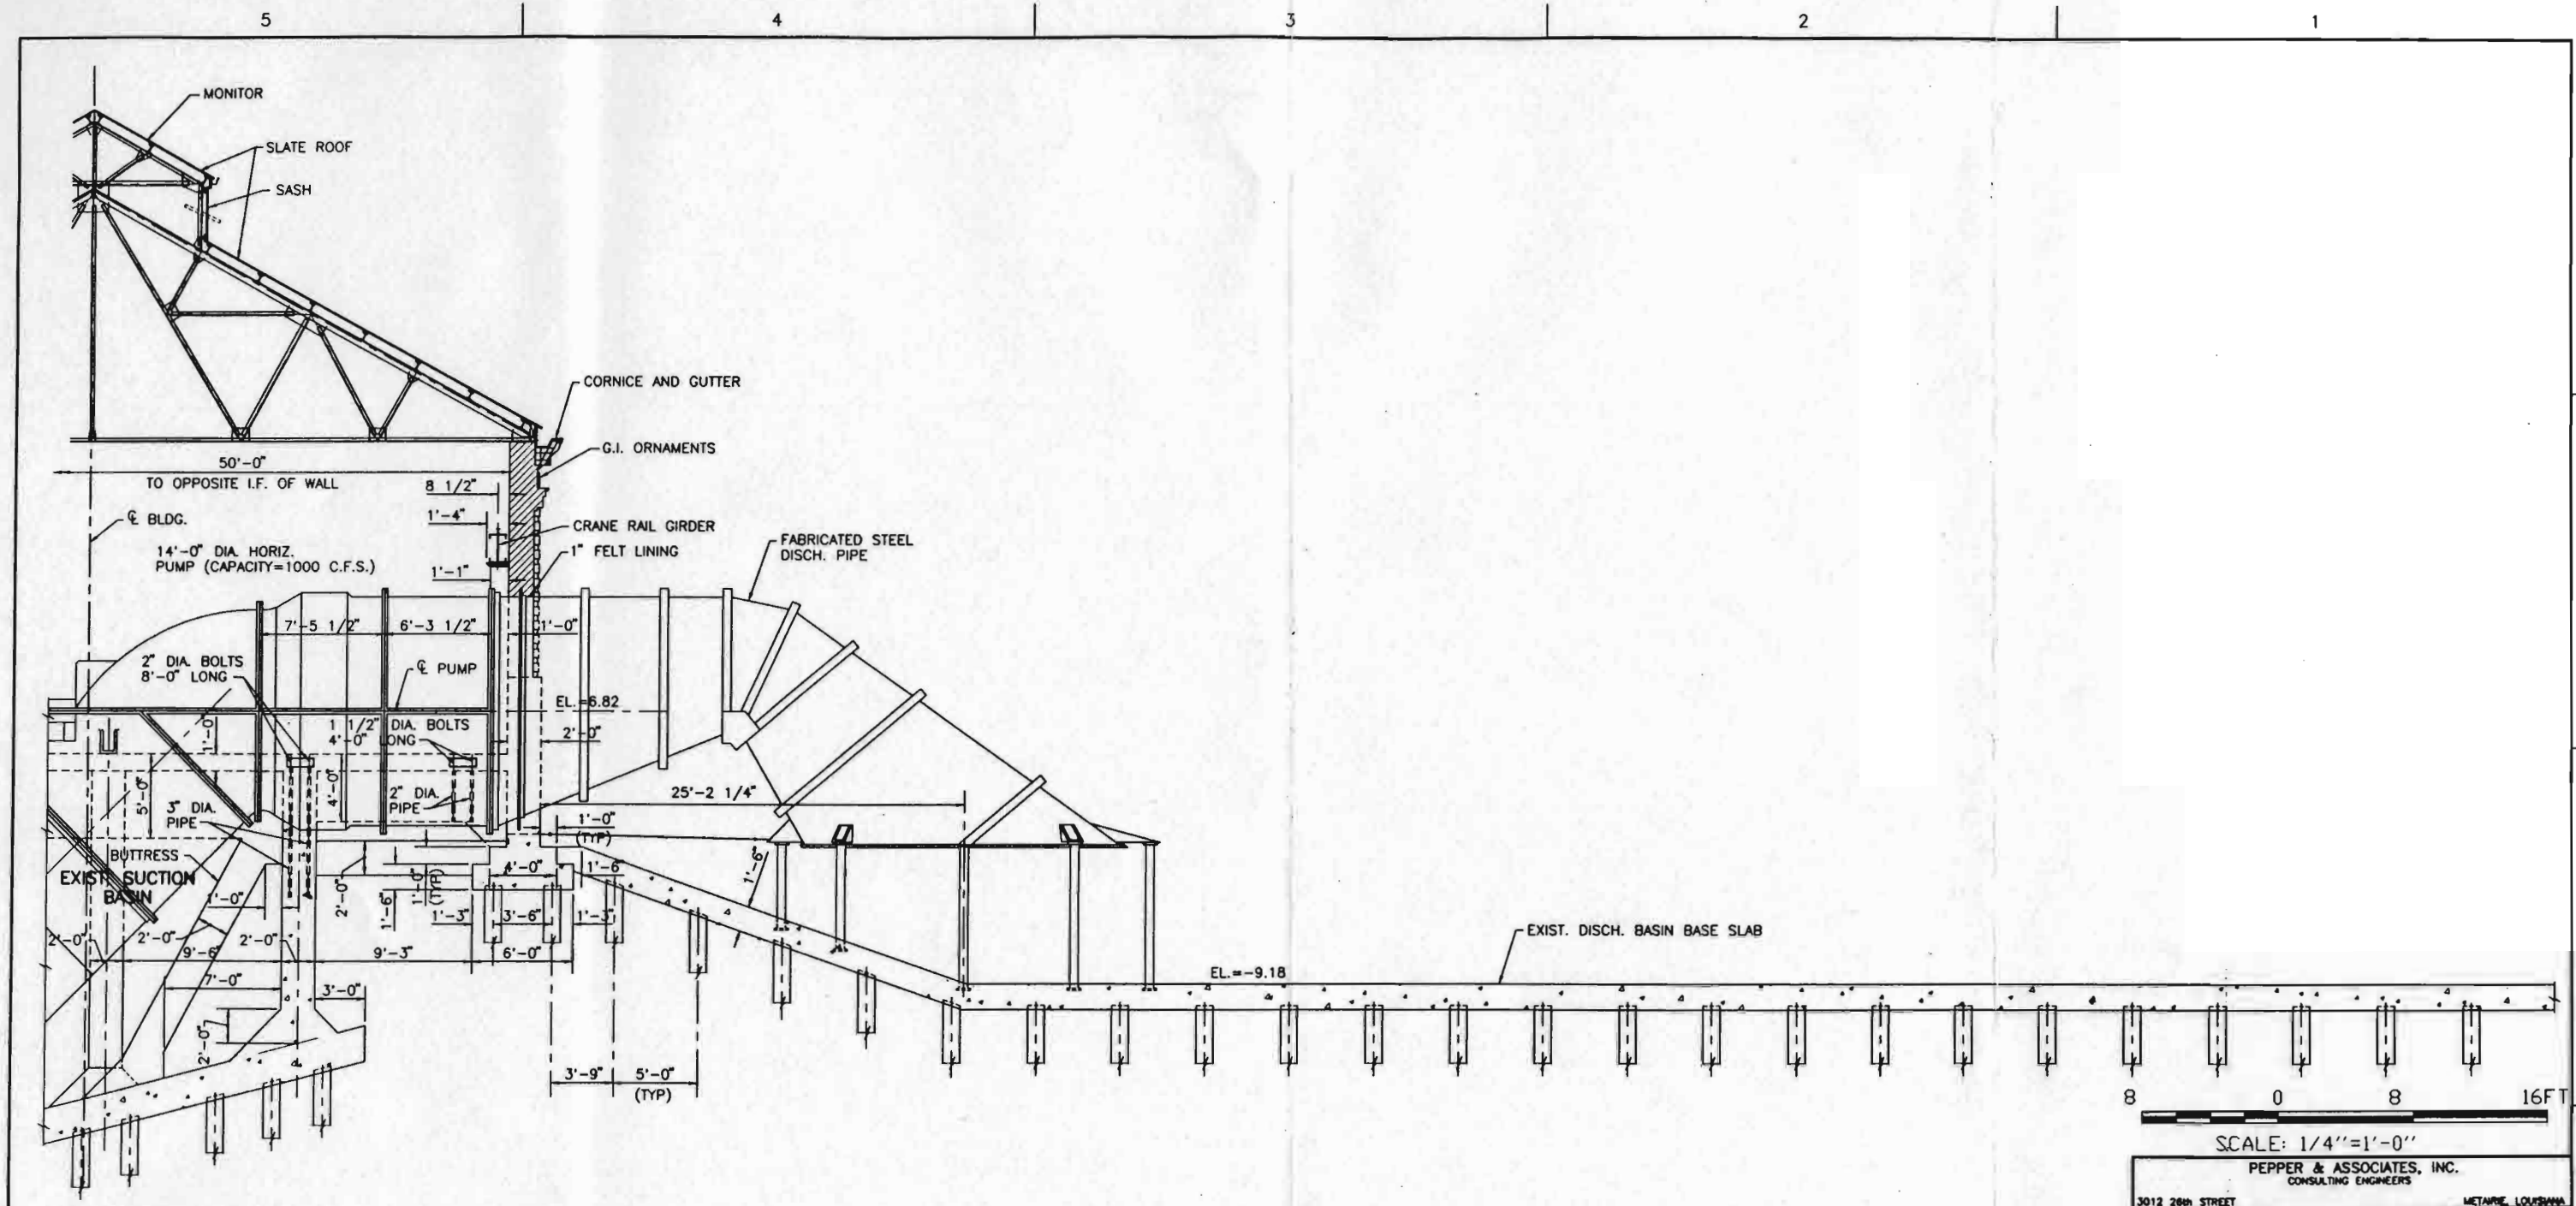 5 4 3 2 1
MONITOR
SLATE ROOF
SASH
CORNICE AND GUTTER
G.I. ORNAMENTS
50'-0"
TO OPPOSITE I.F. OF WALL
8 1/2"
℄ BLDG.
1'-4"
CRANE RAIL GIRDER
1" FELT LINING
FABRICATED STEEL
DISCH. PIPE
14'-0" DIA. HORIZ.
PUMP (CAPACITY=1000 C.F.S.)
1'-1"
7'-5 1/2"
6'-3 1/2"
1'-0"
2" DIA. BOLTS
8'-0" LONG
℄ PUMP
EL.=6.82
1'-0"
1 1/2" DIA. BOLTS
4'-0" LONG
2'-0"
5'-0"
4'-0"
2" DIA.
PIPE
25'-2 1/4"
3" DIA.
PIPE
1'-0"
(TYP)
BUTTRESS
EXIST. SUCTION
BASIN
1'-0"
2'-0"
1'-6"
1'-0"
(TYP)
4'-0"
1'-6"
1'-6"
1'-3"
3'-6"
1'-3"
2'-0"
2'-0"
2'-0"
9'-6"
9'-3"
6'-0"
7'-0"
3'-0"
2'-0"
EXIST. DISCH. BASIN BASE SLAB
EL.=-9.18
3'-9"
5'-0"
(TYP)
8 0 8 16FT
SCALE: 1/4''=1'-0''
PEPPER & ASSOCIATES, INC.
CONSULTING ENGINEERS
3012 26th STREET METAIRIE, LOUISIANA